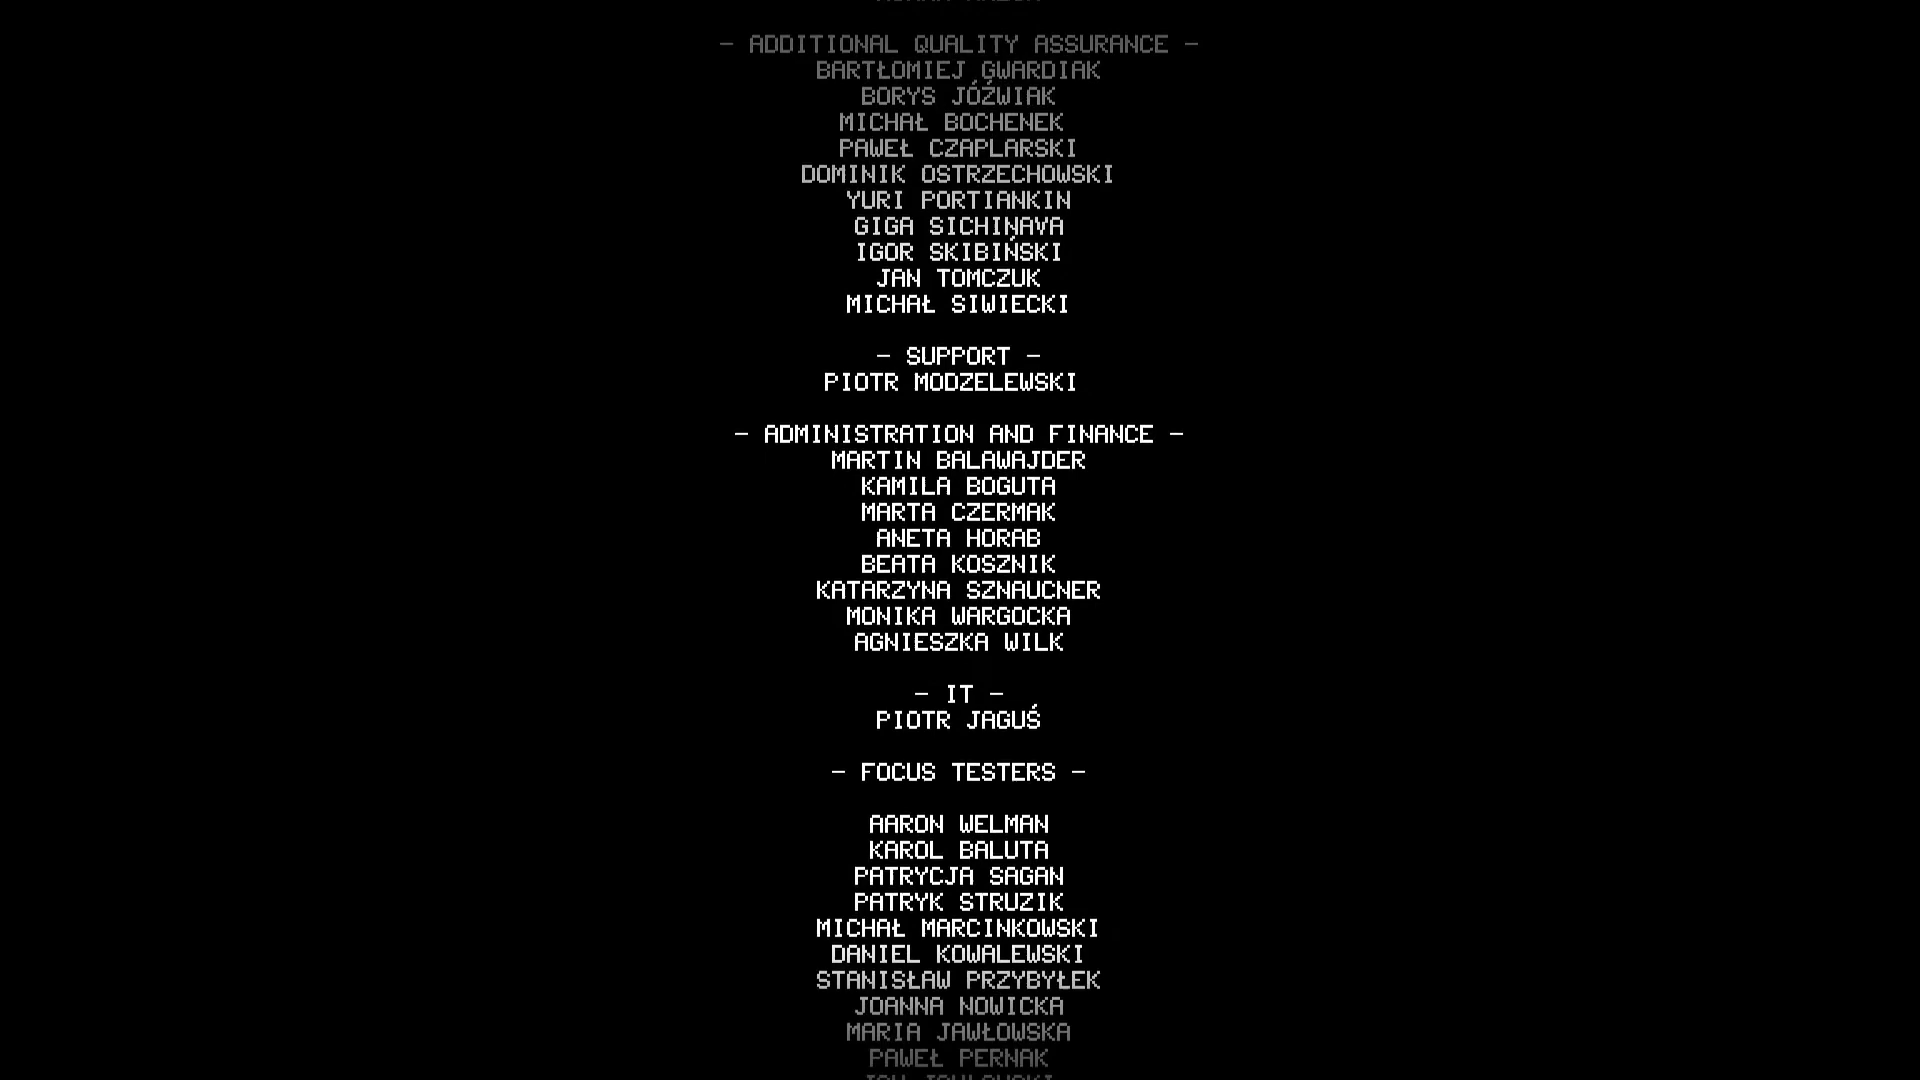 - ADDITIONAL QUALITY ASSURANCE -
BARTŁOMIEJ GWARDIAK
BORYS JÓŹWIAK
MICHAŁ BOCHENEK
PAWEŁ CZAPLARSKI
DOMINIK OSTRZECHOWSKI
YURI PORTIANKIN
GIGA SICHINAVA
IGOR SKIBIŃSKI
JAN TOMCZUK
MICHAŁ SIWIECKI
- SUPPORT -
PIOTR MODZELEWSKI
- ADMINISTRATION AND FINANCE -
MARTIN BALAWAJDER
KAMILA BOGUTA
MARTA CZERMAK
ANETA HORAB
BEATA KOSZNIK
KATARZYNA SZNAUCNER
MONIKA WARGOCKA
AGNIESZKA WILK
- IT -
PIOTR JAGUŚ
- FOCUS TESTERS -
AARON WELMAN
KAROL BALUTA
PATRYCJA SAGAN
PATRYK STRUZIK
MICHAŁ MARCINKOWSKI
DANIEL KOWALEWSKI
STANISŁAW PRZYBYŁEK
JOANNA NOWICKA
MARIA JAWŁOWSKA
PAWEŁ PERNAK